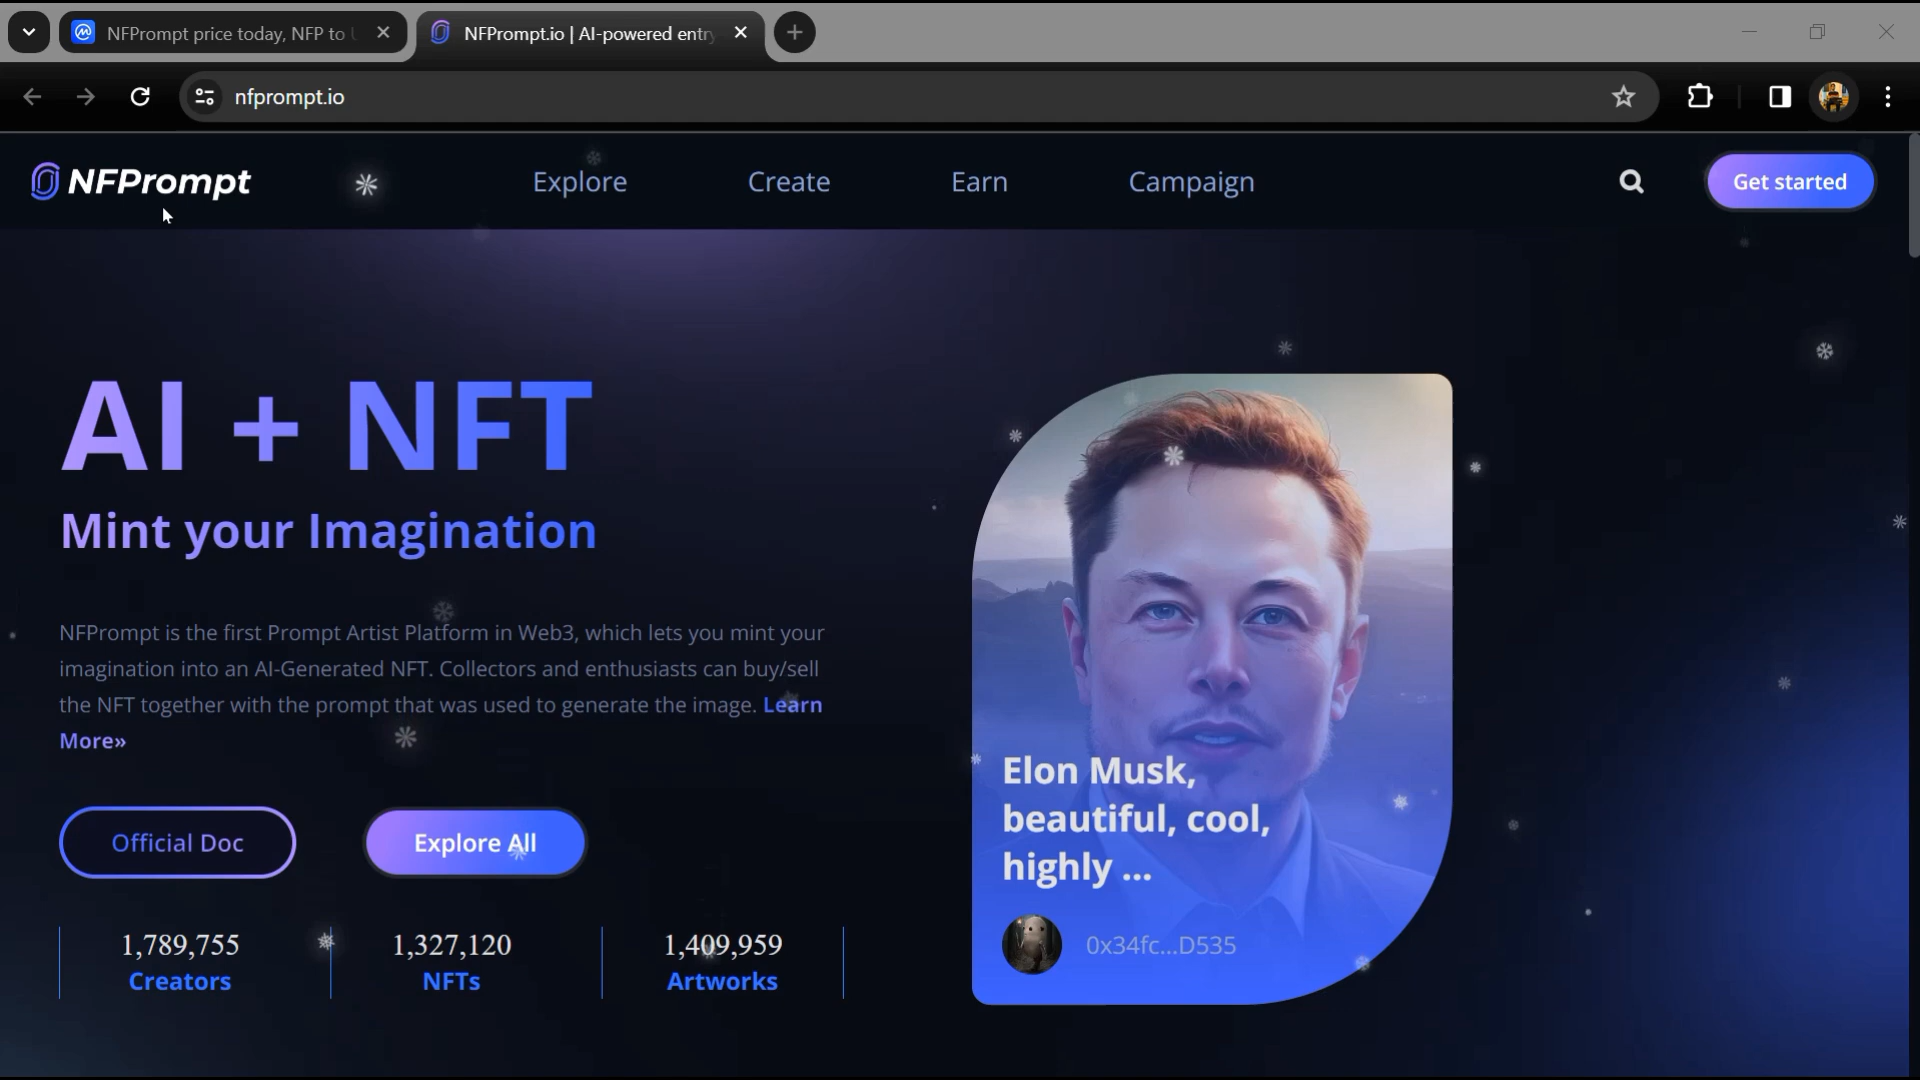 NFPrompt price today, NFP to U
NFPrompt.io | AI-powered entry
nfprompt.io
NFPrompt
Explore
Create
Earn
Campaign
Get started
AI + NFT
Mint your Imagination
NFPrompt is the first Prompt Artist Platform in Web3, which lets you mint your
imagination into an AI-Generated NFT. Collectors and enthusiasts can buy/sell
the NFT together with the prompt that was used to generate the image. Learn
More»
Official Doc
Explore All
1,789,755
Creators
1,327,120
NFTs
1,409,959
Artworks
Elon Musk,
beautiful, cool,
highly ...
0x34fc...D535